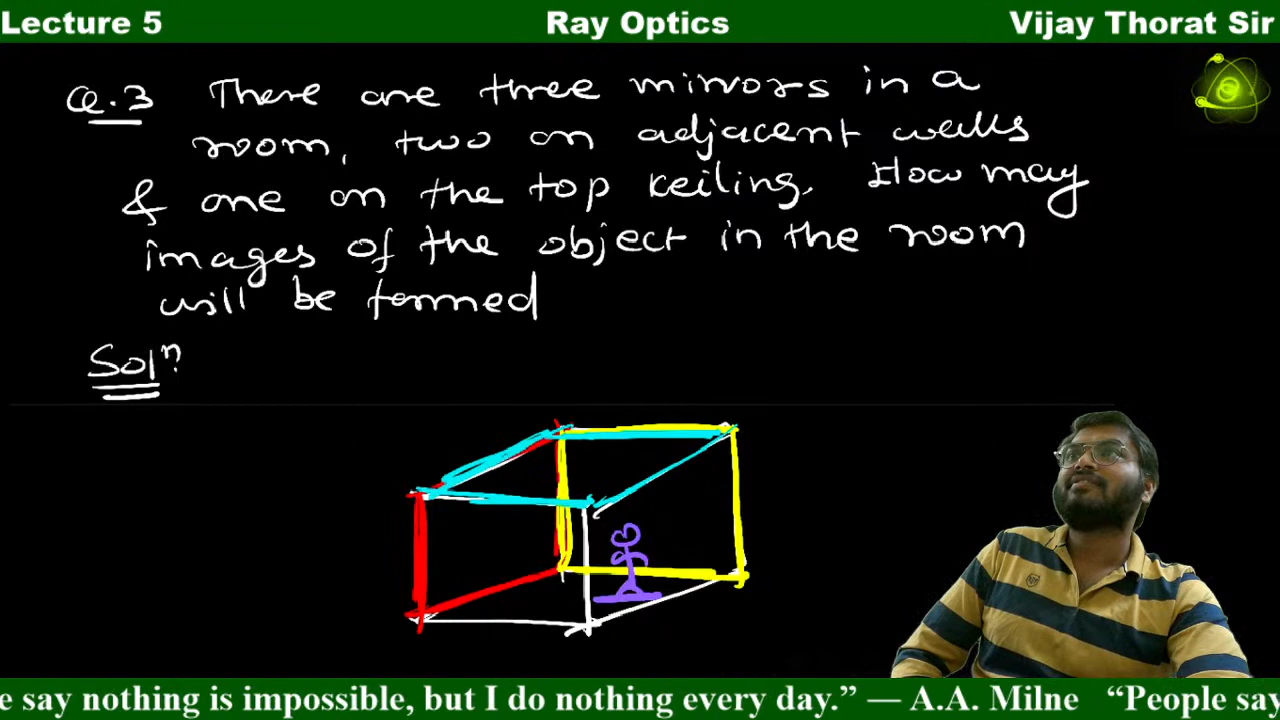 Lecture 5 Ray Optics Vijay Thorat Sir
Q.3 There are three mirrors in a
room, two on adjacent walls
& one on the top keiling. How may
images of the object in the room
will be formed
Solⁿ:
e say nothing is impossible, but I do nothing every day.” — A.A. Milne “People say